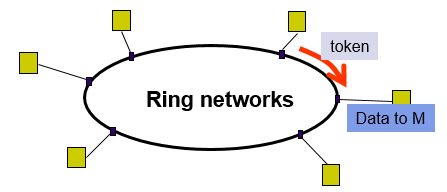 token
Ring networks
Data to M